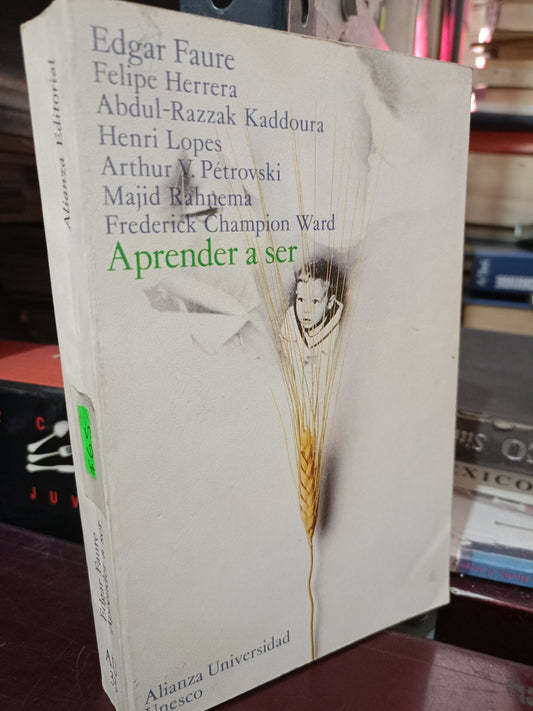 Edgar Faure
Felipe Herrera
Abdul-Razzak Kaddoura
Henri Lopes
Arthur V. Pétrovski
Majid Rahnema
Frederick Champion Ward
Aprender a ser
Alianza Universidad
Unesco
Alianza Editorial
Edgar Faure
Aprender a ser
EXICO